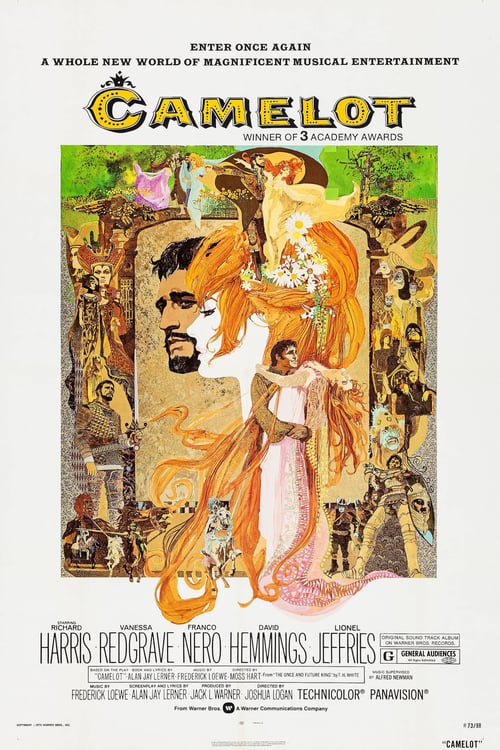 ENTER ONCE AGAIN
A WHOLE NEW WORLD OF MAGNIFICENT MUSICAL ENTERTAINMENT
CAMELOT
WINNER OF 3 ACADEMY AWARDS
STARRING
RICHARD HARRIS · VANESSA REDGRAVE · FRANCO NERO · DAVID HEMMINGS · LIONEL JEFFRIES
ORIGINAL SOUND TRACK ALBUM
ON WARNER BROS. RECORDS.
G GENERAL AUDIENCES
All Ages Admitted
BASED ON THE PLAY "CAMELOT" · BOOK AND LYRICS BY ALAN JAY LERNER · MUSIC BY FREDERICK LOEWE · DIRECTED BY MOSS HART · From "THE ONCE AND FUTURE KING" by T. H. WHITE
MUSIC SUPERVISED BY ALFRED NEWMAN
MUSIC BY FREDERICK LOEWE · SCREENPLAY AND LYRICS BY ALAN JAY LERNER · PRODUCED BY JACK L. WARNER · DIRECTED BY JOSHUA LOGAN TECHNICOLOR® PANAVISION®
From Warner Bros. A Warner Communications Company
R 73/98
"CAMELOT"